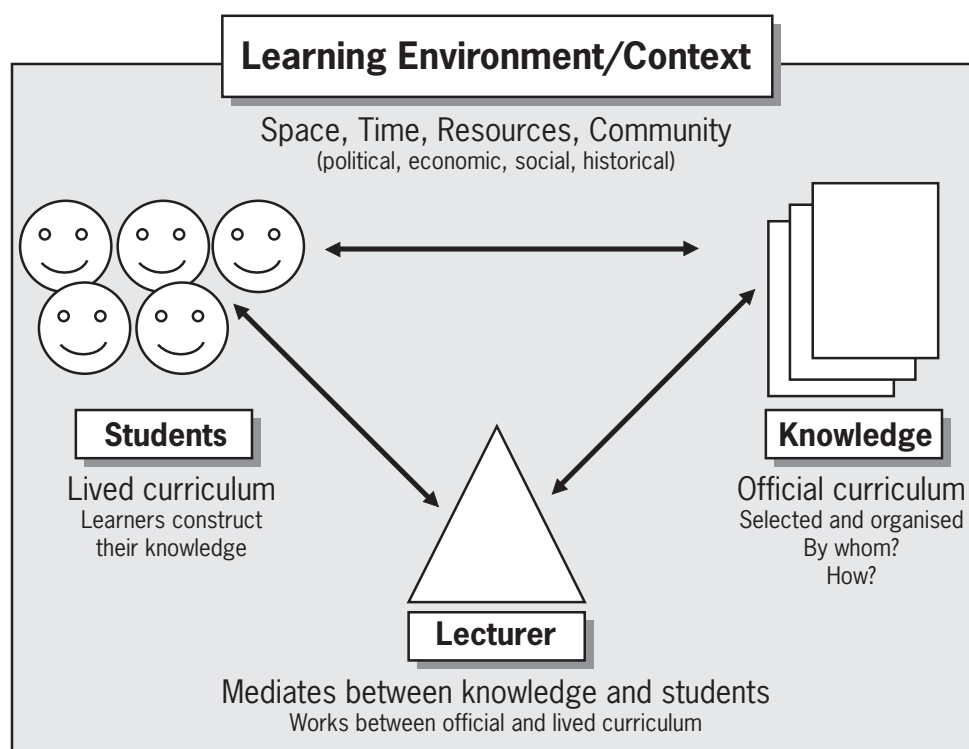 Learning Environment/Context
Space, Time, Resources, Community
(political, economic, social, historical)
Students
Lived curriculum
Learners construct
their knowledge
Knowledge
Official curriculum
Selected and organised
By whom?
How?
Lecturer
Mediates between knowledge and students
Works between official and lived curriculum